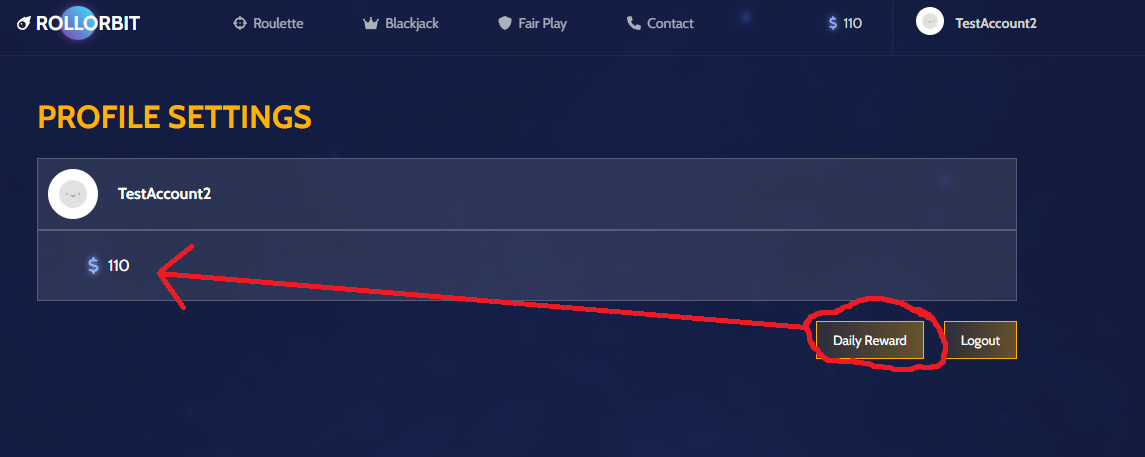 ROLLORBIT Roulette Blackjack Fair Play Contact $ 110 TestAccount2
PROFILE SETTINGS
TestAccount2
$ 110
Daily Reward Logout